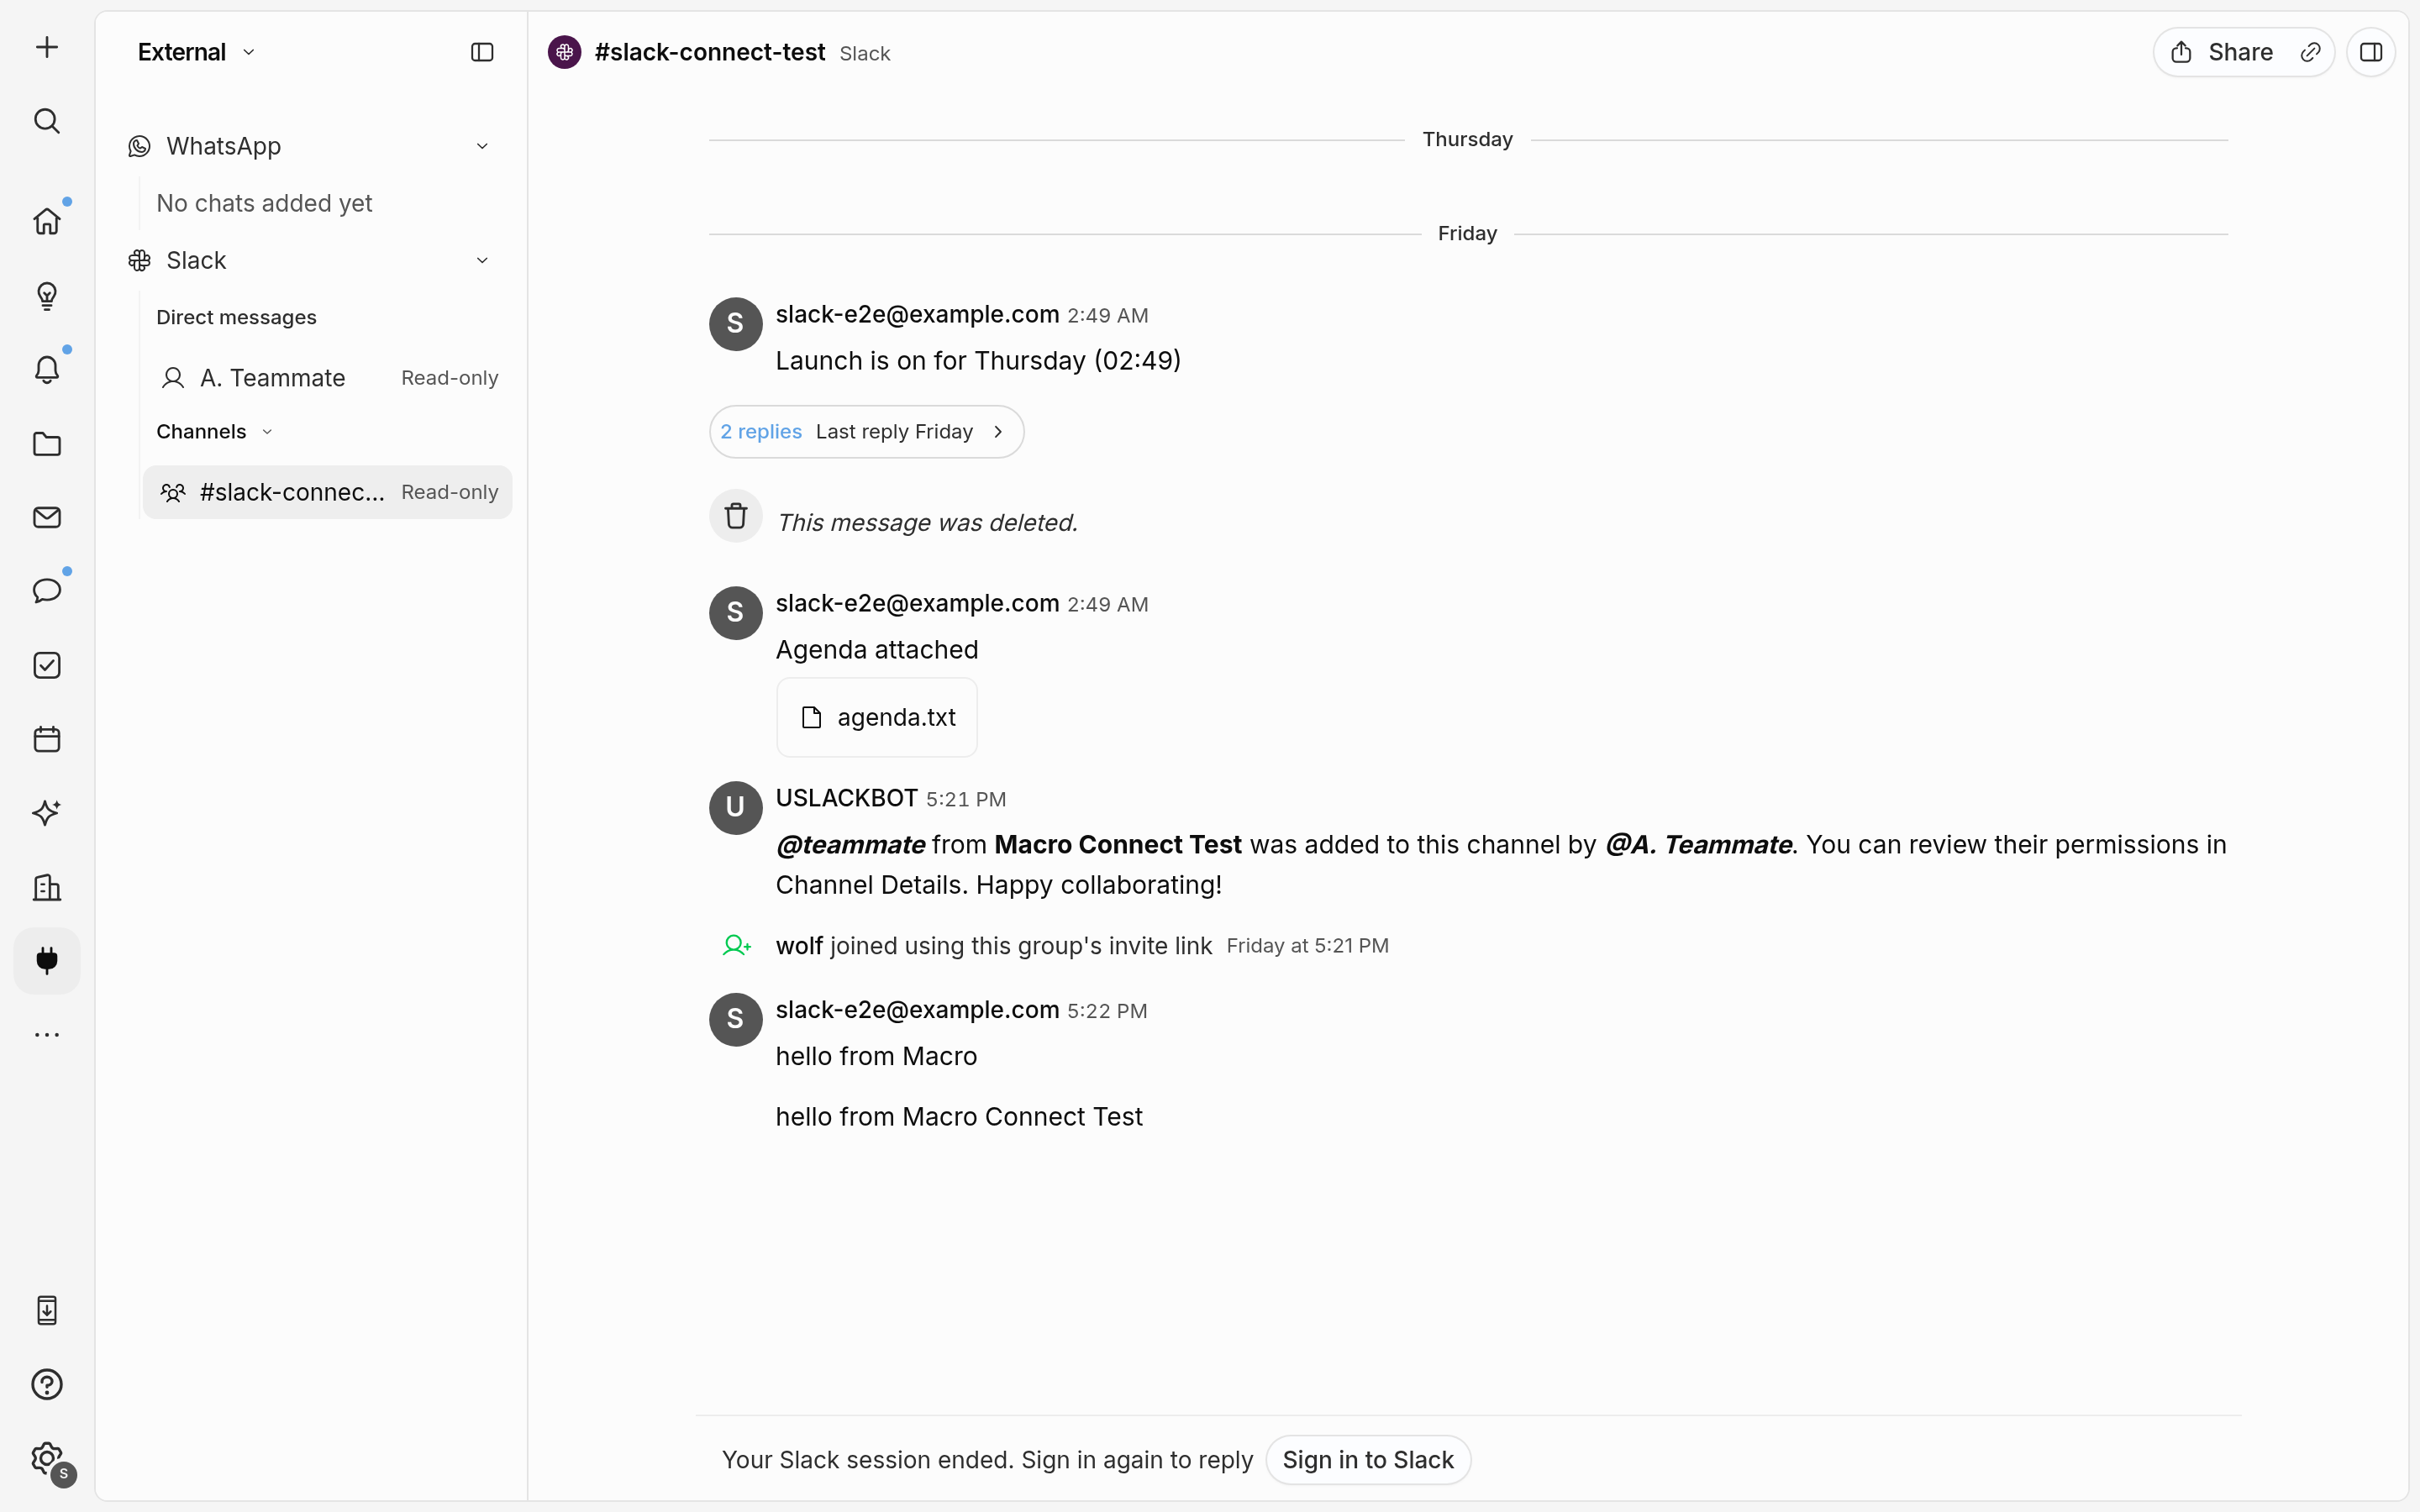 External
WhatsApp
No chats added yet
Slack
Direct messages
A. Teammate Read-only
Channels
#slack-connec... Read-only
S
#slack-connect-test Slack
Share
Thursday
Friday
S
slack-e2e@example.com 2:49 AM
Launch is on for Thursday (02:49)
2 replies Last reply Friday
This message was deleted.
S
slack-e2e@example.com 2:49 AM
Agenda attached
agenda.txt
U
USLACKBOT 5:21 PM
@teammate from Macro Connect Test was added to this channel by @A. Teammate. You can review their permissions in
Channel Details. Happy collaborating!
wolf joined using this group's invite link Friday at 5:21 PM
S
slack-e2e@example.com 5:22 PM
hello from Macro
hello from Macro Connect Test
Your Slack session ended. Sign in again to reply Sign in to Slack